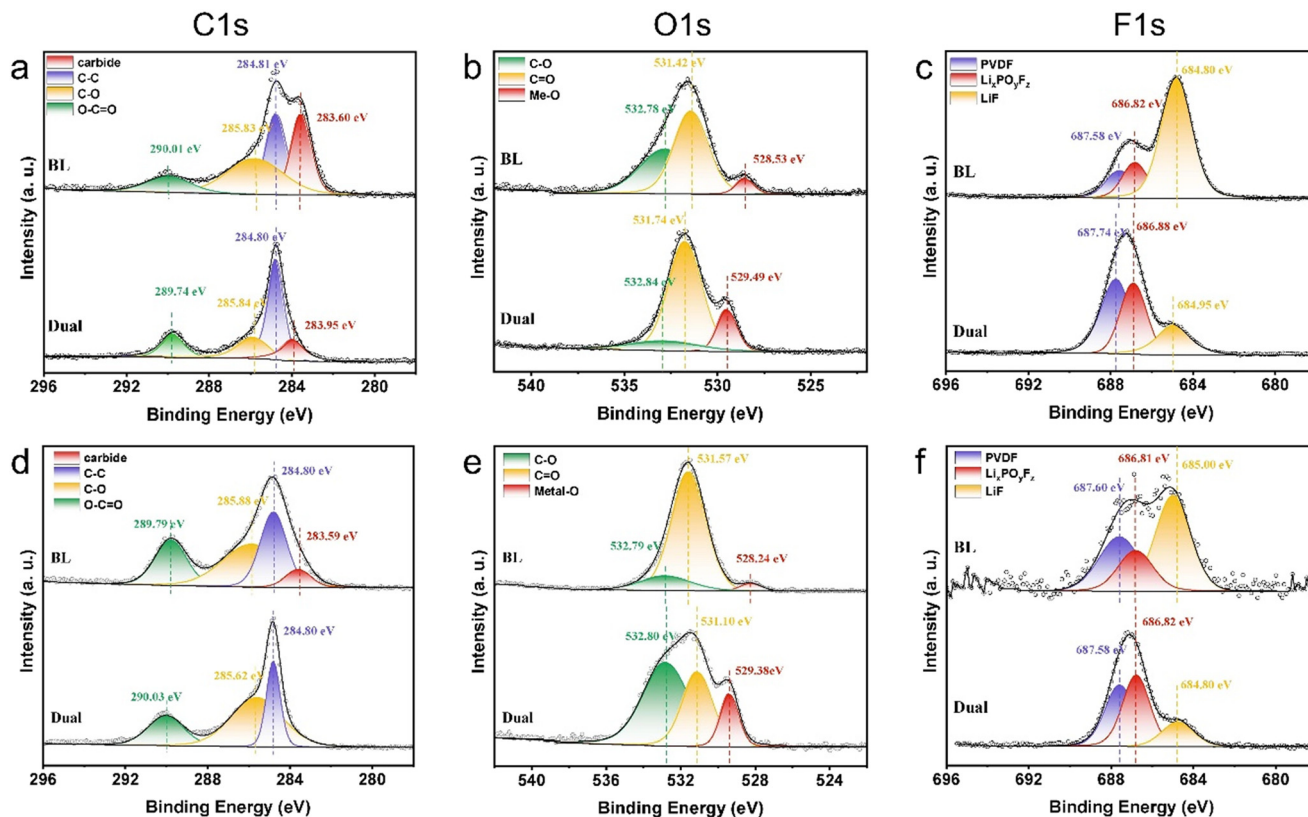 C1s
O1s
F1s
a
carbide
C-C
C-O
O-C=O
284.81 eV
283.60 eV
285.83 eV
290.01 eV
BL
284.80 eV
289.74 eV
285.84 eV
283.95 eV
Dual
Intensity (a. u.)
296 292 288 284 280
Binding Energy (eV)
b
C-O
C=O
Me-O
531.42 eV
532.78 eV
528.53 eV
BL
531.74 eV
532.84 eV
529.49 eV
Dual
Intensity (a. u.)
540 536 532 528 524
Binding Energy (eV)
c
PVDF
LixPOyFz
LiF
684.80 eV
686.82 eV
687.58 eV
BL
687.74 eV
686.88 eV
684.95 eV
Dual
Intensity (a. u.)
696 692 688 684 680
Binding Energy (eV)
d
carbide
C-C
C-O
O-C=O
284.80 eV
285.88 eV
289.79 eV
283.59 eV
BL
284.80 eV
285.62 eV
290.03 eV
Dual
Intensity (a. u.)
296 292 288 284 280
Binding Energy (eV)
e
C-O
C=O
Metal-O
531.57 eV
532.79 eV
528.24 eV
BL
532.80 eV
531.10 eV
529.38eV
Dual
Intensity (a. u.)
542 540 538 536 534 532 530 528 526 524 522
Binding Energy (eV)
f
PVDF
LixPOyFz
LiF
686.81 eV
685.00 eV
687.60 eV
BL
686.82 eV
687.58 eV
684.80 eV
Dual
Intensity (a. u.)
696 692 688 684 680
Binding Energy (eV)